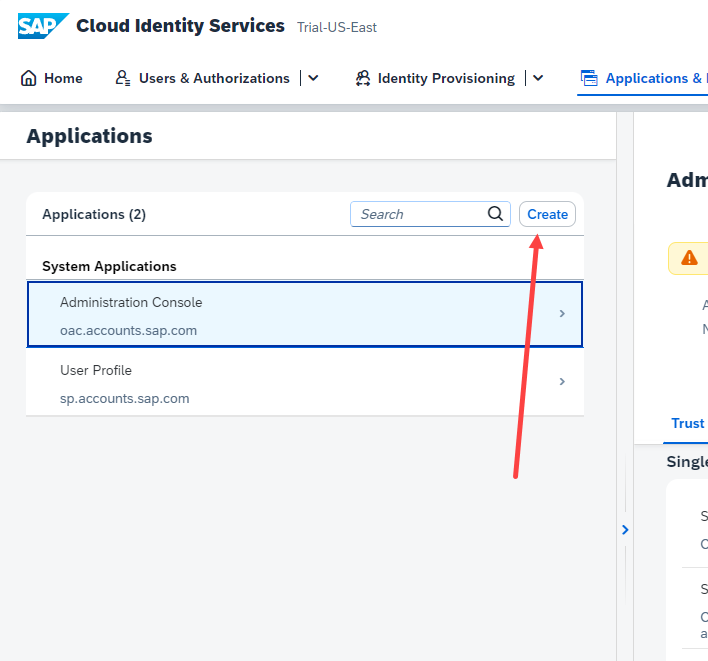 SAP Cloud Identity Services Trial-US-East
Home Users & Authorizations Identity Provisioning Applications &
Applications
Applications (2) Search Create
System Applications
Administration Console
oac.accounts.sap.com
User Profile
sp.accounts.sap.com
Adm
Trust
Single